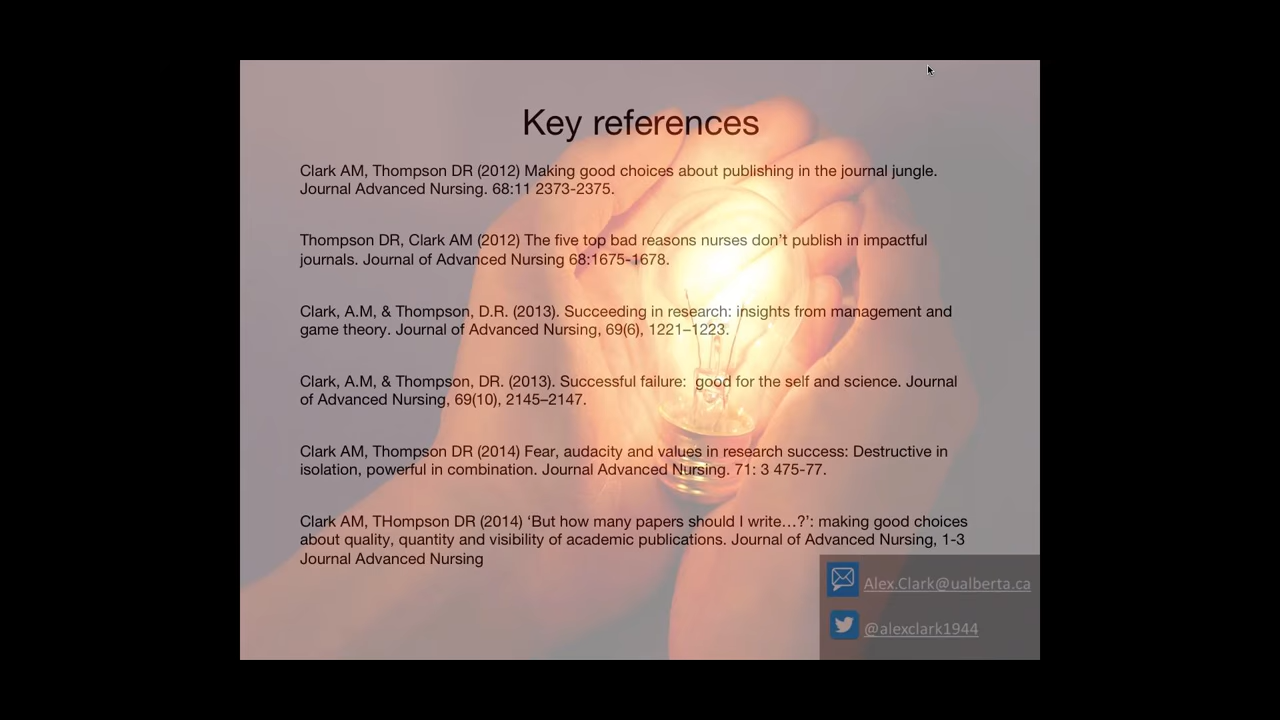 Key references
Clark AM, Thompson DR (2012) Making good choices about publishing in the journal jungle.
Journal Advanced Nursing. 68:11 2373-2375.
Thompson DR, Clark AM (2012) The five top bad reasons nurses don’t publish in impactful
journals. Journal of Advanced Nursing 68:1675-1678.
Clark, A.M, & Thompson, D.R. (2013). Succeeding in research: insights from management and
game theory. Journal of Advanced Nursing, 69(6), 1221–1223.
Clark, A.M, & Thompson, DR. (2013). Successful failure:  good for the self and science. Journal
of Advanced Nursing, 69(10), 2145–2147.
Clark AM, Thompson DR (2014) Fear, audacity and values in research success: Destructive in
isolation, powerful in combination. Journal Advanced Nursing. 71: 3 475-77.
Clark AM, THompson DR (2014) ‘But how many papers should I write…?’: making good choices
about quality, quantity and visibility of academic publications. Journal of Advanced Nursing, 1-3
Journal Advanced Nursing
Alex.Clark@ualberta.ca
@alexclark1944